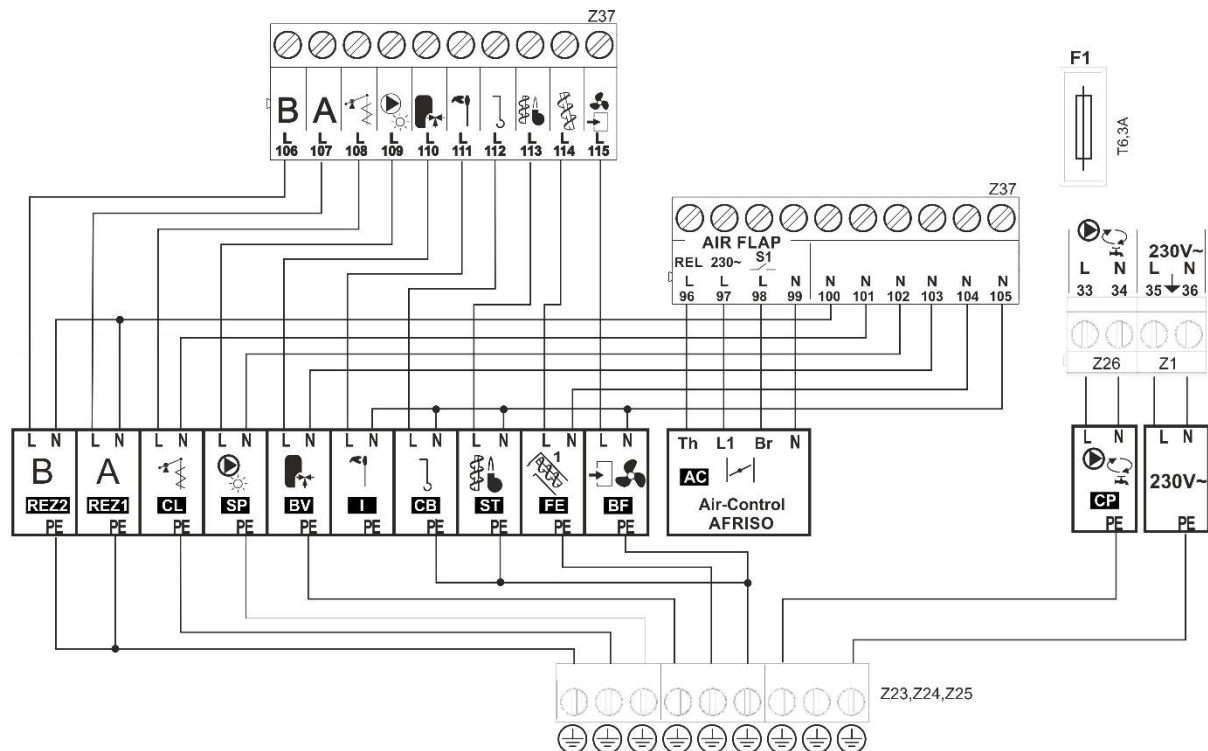 Z37
B A
L L L L L L L L L L
106 107 108 109 110 111 112 113 114 115
F1
T6,3A
Z37
AIR FLAP
REL 230~ S1
L L L N N N N N N N
96 97 98 99 100 101 102 103 104 105
230V~
L N L N
33 34 35 36
Z26 Z1
L N L N L N L N L N L N L N L N L N L N
B A 1
REZ2 REZ1 CL SP BV I CB ST FE BF
PE PE PE PE PE PE PE PE PE PE
Th L1 Br N
AC
Air-Control
AFRISO
L N L N
230V~
CP
PE PE
Z23,Z24,Z25